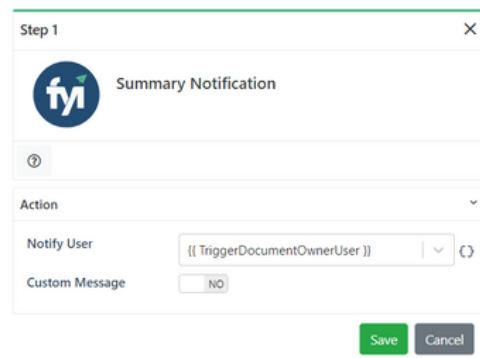 Step 1
fyi
Summary Notification
Action
Notify User
{{ TriggerDocumentOwnerUser }}
{}
Custom Message
NO
Save
Cancel